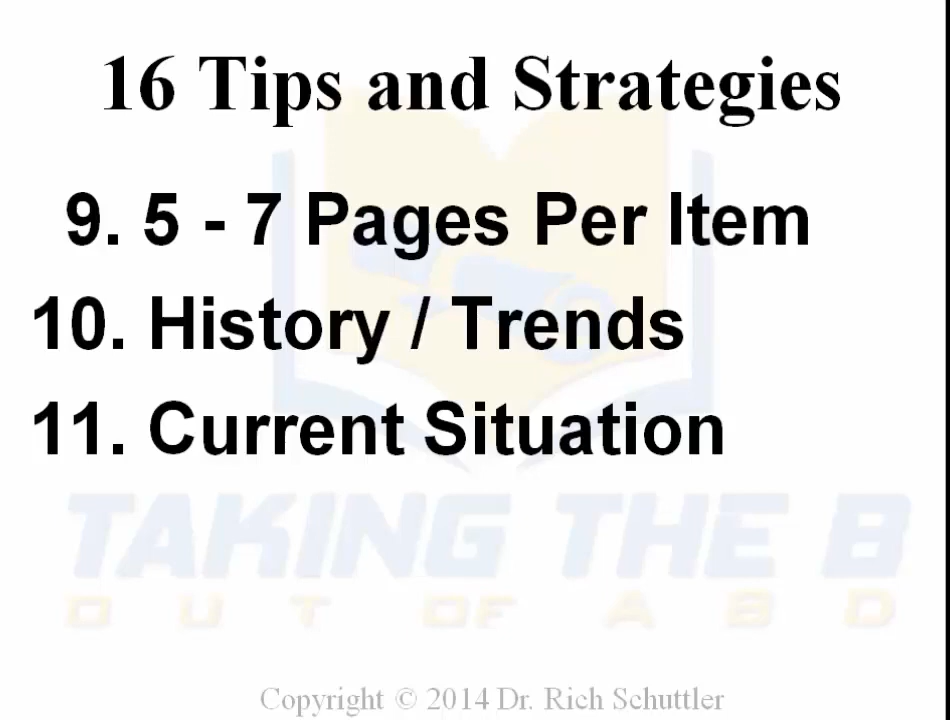 16 Tips and Strategies
9. 5 - 7 Pages Per Item
10. History / Trends
11. Current Situation
TAKING THE B
OUT OF ABD
Copyright © 2014 Dr. Rich Schuttler